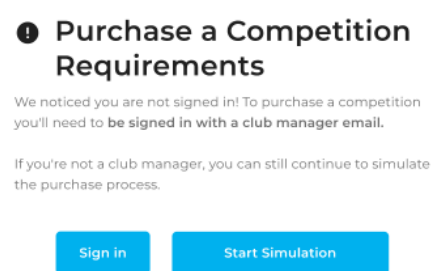 Purchase a Competition
Requirements
We noticed you are not signed in! To purchase a competition
you'll need to be signed in with a club manager email.
If you're not a club manager, you can still continue to simulate
the purchase process.
Sign in
Start Simulation